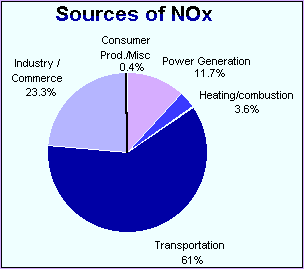 Sources of NOx
Consumer
Prod./Misc
0.4%
Power Generation
11.7%
Industry /
Commerce
23.3%
Heating/combustion
3.6%
Transportation
61%